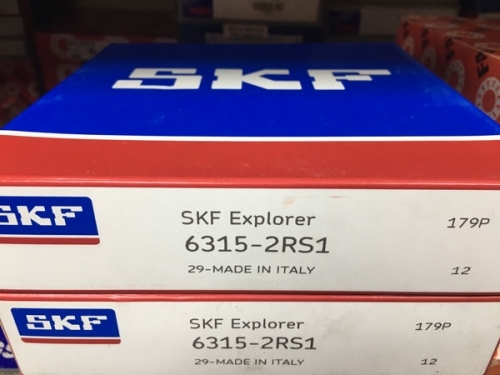 SKF
SKF SKF Explorer 179P
6315-2RS1
29-MADE IN ITALY 12
SKF SKF Explorer 179P
6315-2RS1
29-MADE IN ITALY 12